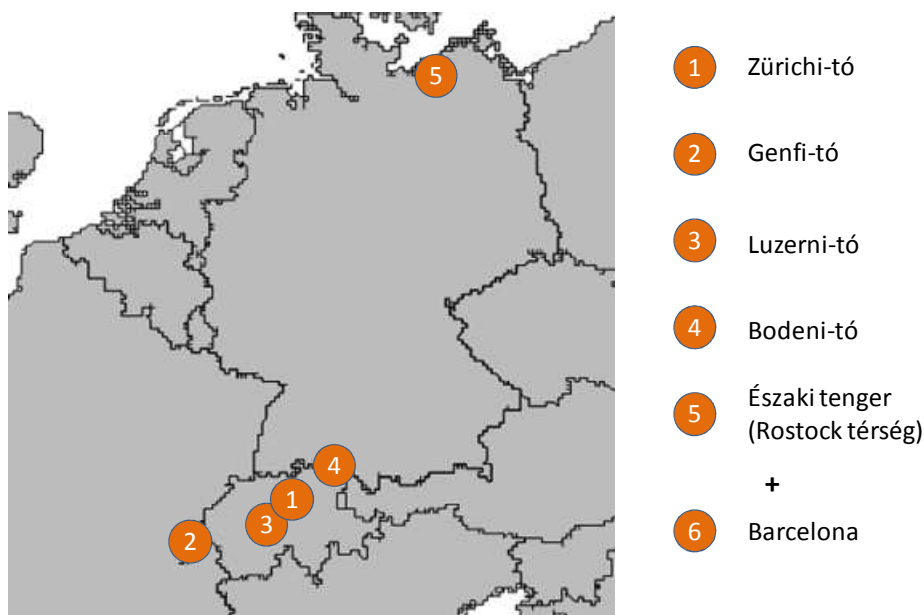 5
4
1
3
2
1 Zürichi-tó
2 Genfi-tó
3 Luzerni-tó
4 Bodeni-tó
5 Északi tenger
(Rostock térség)
+
6 Barcelona